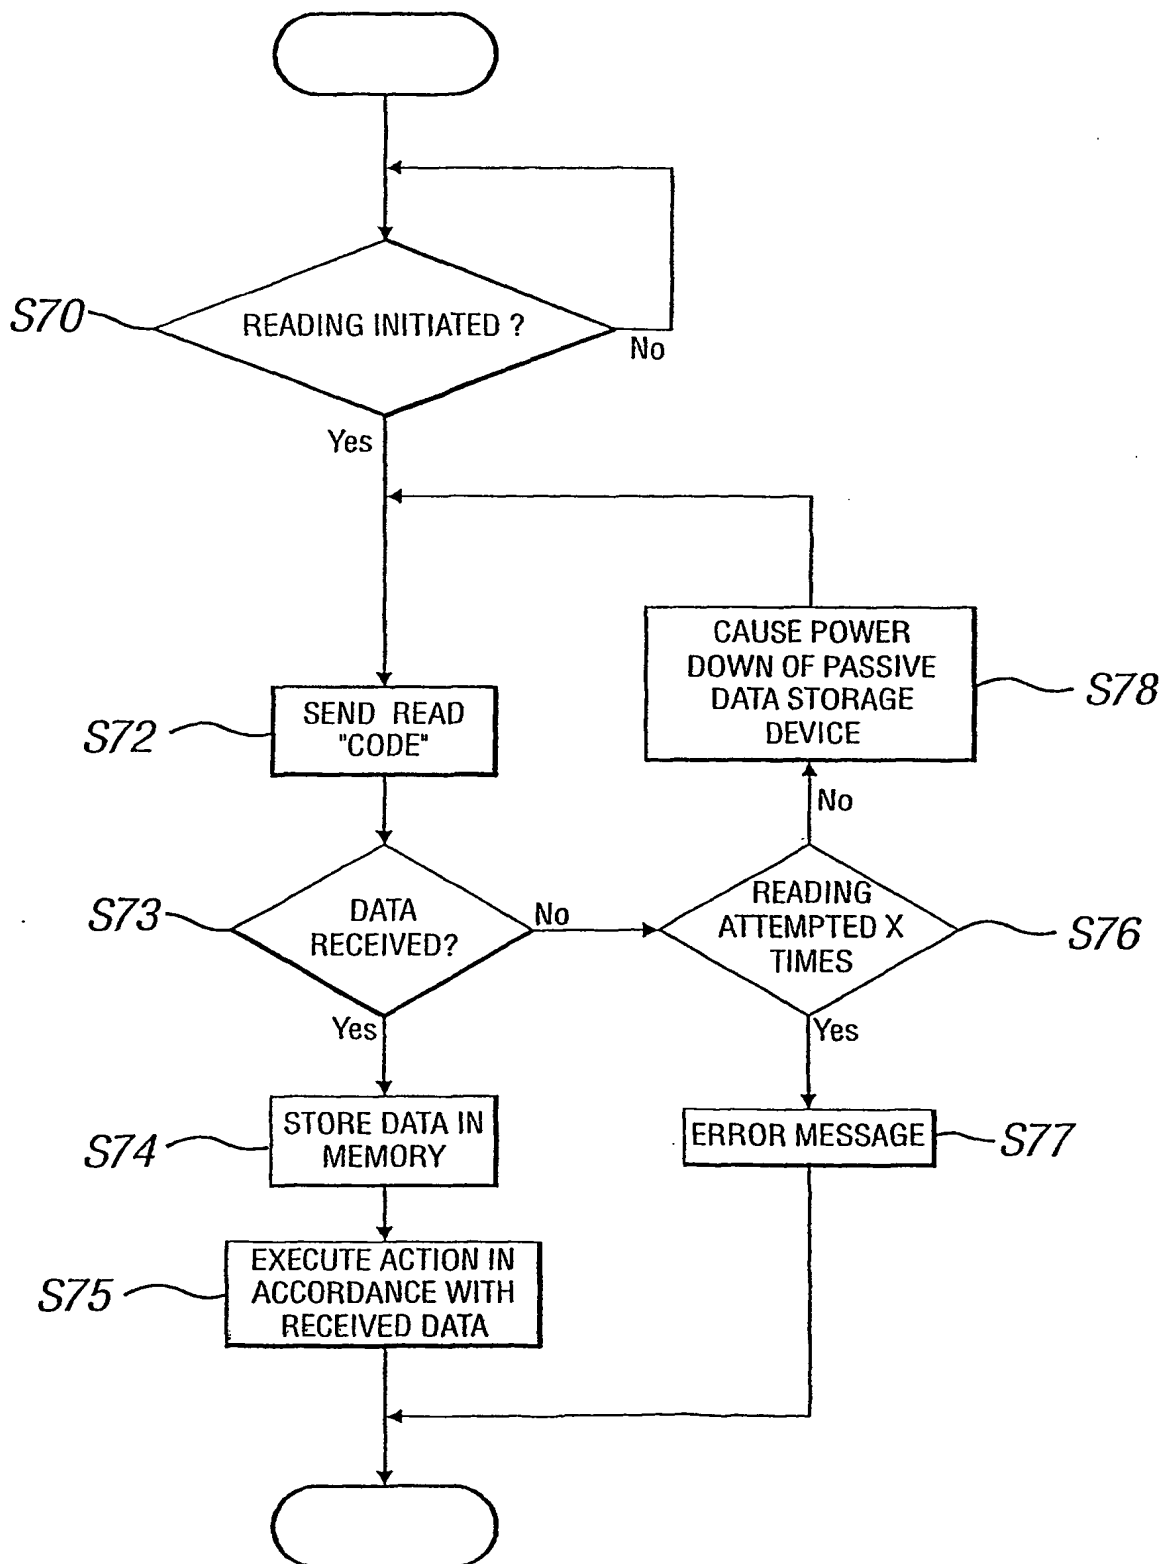 S70
READING INITIATED ?
No
Yes
CAUSE POWER
DOWN OF PASSIVE
DATA STORAGE
DEVICE
S78
S72
SEND READ
"CODE"
No
S73
DATA
RECEIVED?
No
READING
ATTEMPTED X
TIMES
S76
Yes
Yes
S74
STORE DATA IN
MEMORY
ERROR MESSAGE
S77
S75
EXECUTE ACTION IN
ACCORDANCE WITH
RECEIVED DATA